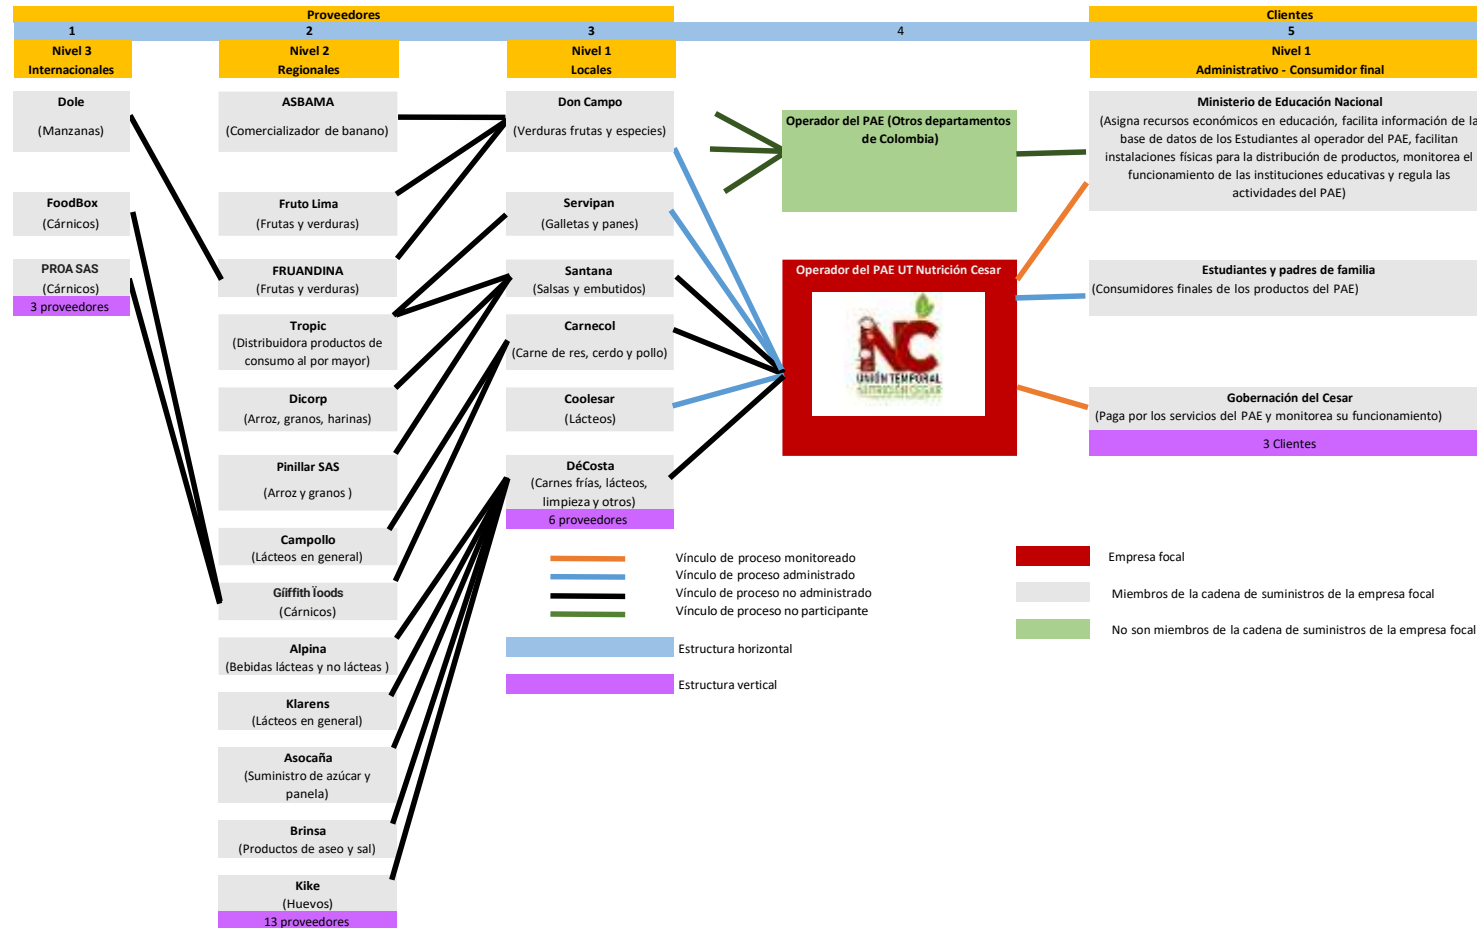 Proveedores
Clientes
1
2
3
4
5
Nivel 3
Internacionales
Nivel 2
Regionales
Nivel 1
Locales
Nivel 1
Administrativo - Consumidor final
Dole
(Manzanas)
FoodBox
(Cárnicos)
PROA SAS
(Cárnicos)
3 proveedores
ASBAMA
(Comercializador de banano)
Fruto Lima
(Frutas y verduras)
FRUANDINA
(Frutas y verduras)
Tropic
(Distribuidora productos de
consumo al por mayor)
Dicorp
(Arroz, granos, harinas)
Pinillar SAS
(Arroz y granos )
Campollo
(Lácteos en general)
Gíiffith Ïoods
(Cárnicos)
Alpina
(Bebidas lácteas y no lácteas )
Klarens
(Lácteos en general)
Asocaña
(Suministro de azúcar y
panela)
Brinsa
(Productos de aseo y sal)
Kike
(Huevos)
13 proveedores
Don Campo
(Verduras frutas y especies)
Servipan
(Galletas y panes)
Santana
(Salsas y embutidos)
Carnecol
(Carne de res, cerdo y pollo)
Coolesar
(Lácteos)
DéCosta
(Carnes frías, lácteos,
limpieza y otros)
6 proveedores
Operador del PAE (Otros departamentos
de Colombia)
Operador del PAE UT Nutrición Cesar
NC
UNIÓN TEMPORAL
NUTRICIÓN CESAR
Ministerio de Educación Nacional
(Asigna recursos económicos en educación, facilita información de la
base de datos de los Estudiantes al operador del PAE, facilitan
instalaciones físicas para la distribución de productos, monitorea el
funcionamiento de las instituciones educativas y regula las
actividades del PAE)
Estudiantes y padres de familia
(Consumidores finales de los productos del PAE)
Gobernación del Cesar
(Paga por los servicios del PAE y monitorea su funcionamiento)
3 Clientes
Vínculo de proceso monitoreado
Vínculo de proceso administrado
Vínculo de proceso no administrado
Vínculo de proceso no participante
Estructura horizontal
Estructura vertical
Empresa focal
Miembros de la cadena de suministros de la empresa focal
No son miembros de la cadena de suministros de la empresa focal